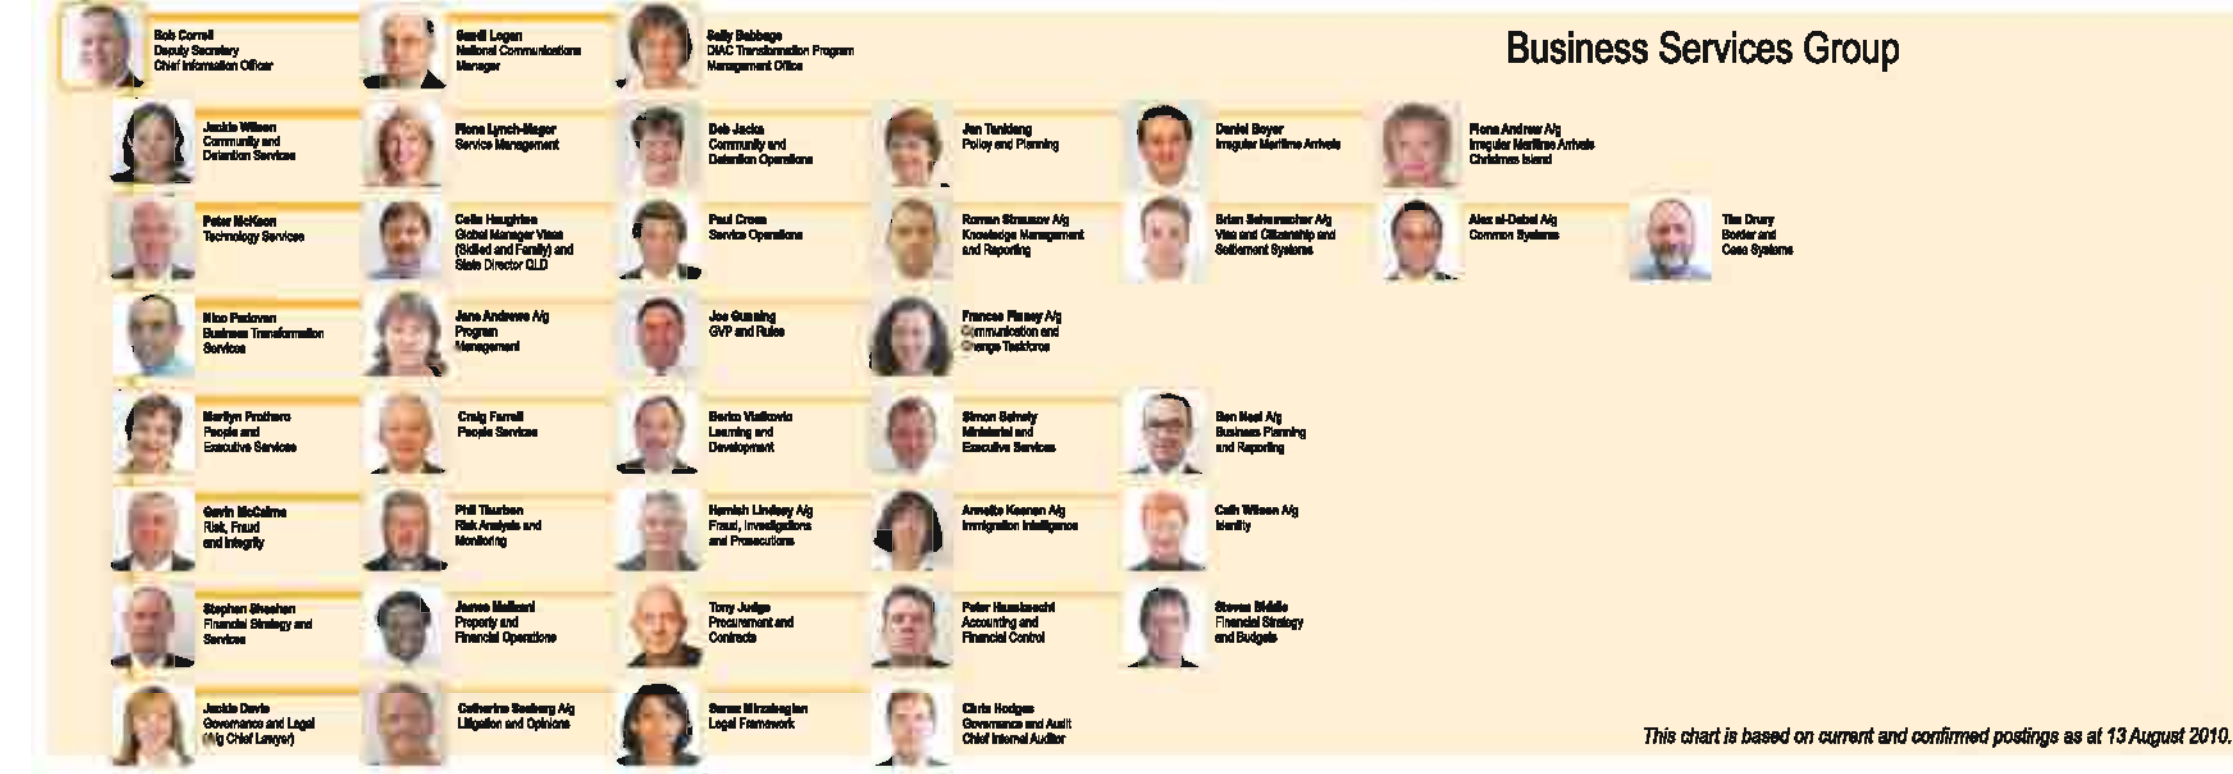 Business Services Group
Bob Correll
Deputy Secretary
Chief Information Officer
Sandi Logan
National Communications
Manager
Sally Babbage
DIAC Transformation Program
Management Office
Jackie Wilson
Community and
Detention Services
Fiona Lynch-Magor
Service Management
Deb Jacka
Community and
Detention Operations
Jan
Policy and Planning
Daniel Boyer
Irregular Maritime Arrivals
Fiona Andrew A/g
Irregular Maritime Arrivals
Christmas Island
Peter McKeon
Technology Services
Haughton
Global Manager Visas
(Skilled and Family) and
State Director QLD
Paul Cross
Service Operations
Roman A/g
Knowledge Management
and Reporting
Brian Schumacher A/g
Visa and Citizenship and
Settlement Systems
Alex al-Dabal A/g
Common Systems
Tim Drury
Border and
Case Systems
Nico Padovan
Business Transformation
Services
Jane Andrews A/g
Program
Management
Joe Gunning
GVP and Rules
Frances Finney A/g
Communication and
Change Taskforce
Marilyn Prothero
People and
Executive Services
Craig Farrell
People Services
Learning and
Development
Simon
Ministerial and
Executive Services
Ben Neal A/g
Business Planning
and Reporting
Gavin McCairns
Risk, Fraud
and Integrity
Phil Thurbon
Risk Analysis and
Monitoring
Hamish Lindsay A/g
Fraud, Investigations
and Prosecutions
Annette Keenan A/g
Immigration Intelligence
Cath Wilson A/g
Identity
Stephen Sheehan
Financial Strategy and
Services
James
Property and
Financial Operations
Tony Judge
Procurement and
Contracts
Peter
Accounting and
Financial Control
Steven Biddle
Financial Strategy
and Budgets
Jackie Davis
Governance and Legal
(A/g Chief Lawyer)
Catherine Seaberg A/g
Litigation and Opinions
Legal Framework
Chris Hodges
Governance and Audit
Chief Internal Auditor
This chart is based on current and confirmed postings as at 13 August 2010.